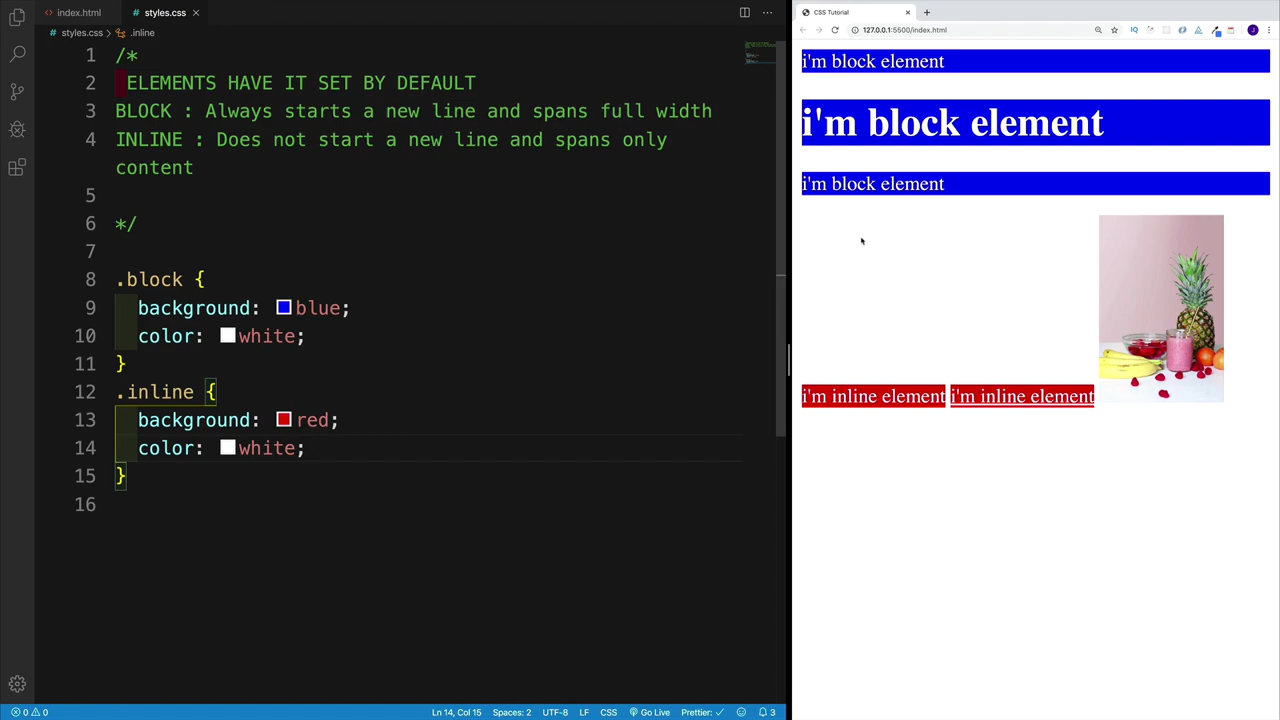 index.html
styles.css
styles.css
.inline
1 /*
2 ELEMENTS HAVE IT SET BY DEFAULT
3 BLOCK : Always starts a new line and spans full width
4 INLINE : Does not start a new line and spans only
content
5
6 */
7
8 .block {
9 background: blue;
10 color: white;
11 }
12 .inline {
13 background: red;
14 color: white;
15 }
16
0 0
Ln 14, Col 15
Spaces: 2
UTF-8
LF
CSS
Go Live
Prettier: ✓
3
CSS Tutorial
127.0.0.1:5500/index.html
IQ
J
i'm block element
i'm block element
i'm block element
i'm inline element i'm inline element